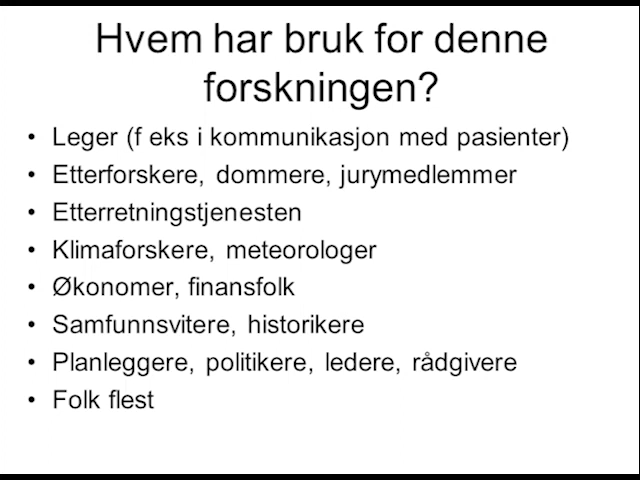 Hvem har bruk for denne
forskningen?
• Leger (f eks i kommunikasjon med pasienter)
• Etterforskere, dommere, jurymedlemmer
• Etterretningstjenesten
• Klimaforskere, meteorologer
• Økonomer, finansfolk
• Samfunnsvitere, historikere
• Planleggere, politikere, ledere, rådgivere
• Folk flest